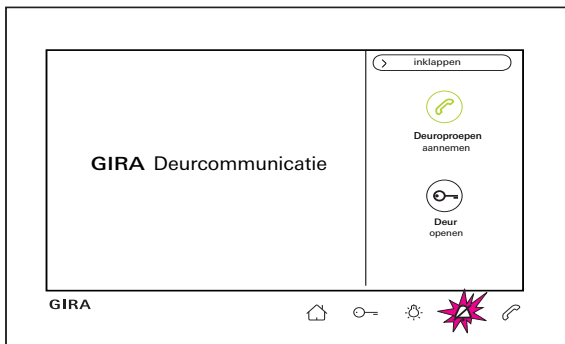 inklappen
Deuroproepen
aannemen
GIRA Deurcommunicatie
Deur
openen
GIRA